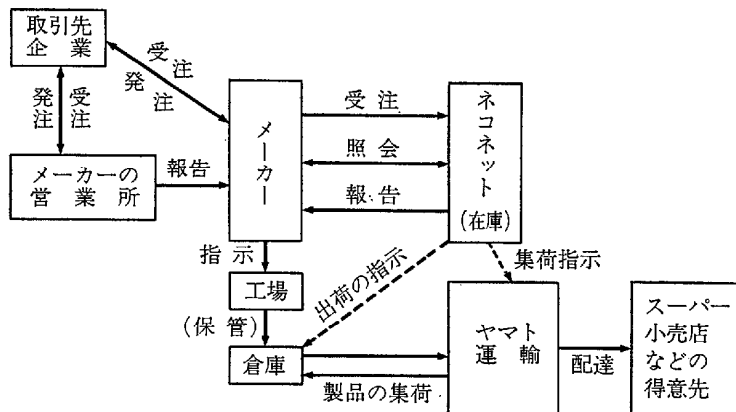 取引先
企業
受注
発注
発注
受注
メーカーの
営業所
報告
メーカー
受注
照会
報告
ネコネット
(在庫)
指示
工場
(保管)
倉庫
出荷の指示
集荷指示
ヤマト
運輸
製品の集荷
配達
スーパー
小売店
などの
得意先